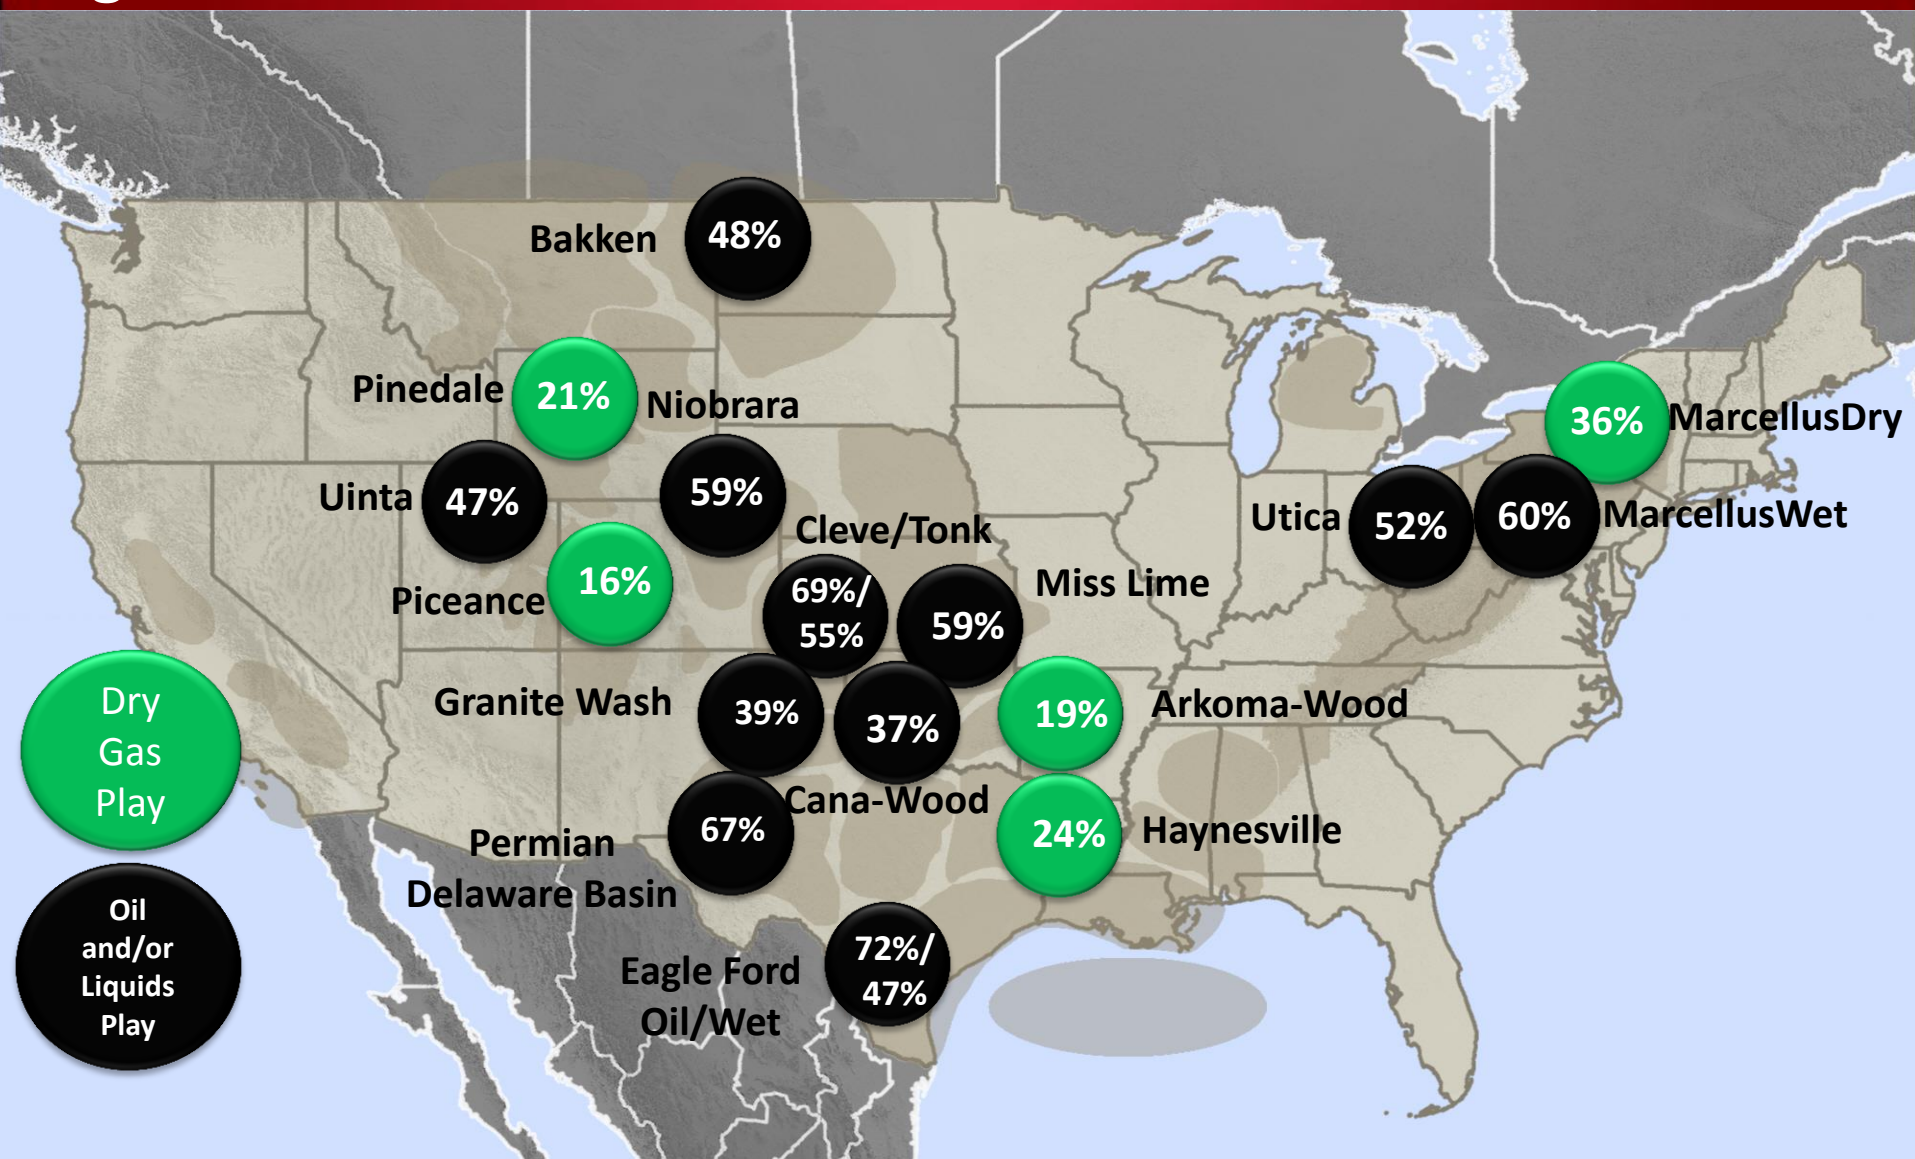 Bakken
48%
Pinedale
21%
Niobrara
59%
MarcellusDry
36%
Uinta
47%
Utica
52%
60%
MarcellusWet
Cleve/Tonk
69%/
55%
Miss Lime
59%
Piceance
16%
Granite Wash
39%
37%
Cana-Wood
19%
Arkoma-Wood
Dry
Gas
Play
Permian
Delaware Basin
67%
24%
Haynesville
Oil
and/or
Liquids
Play
Eagle Ford
Oil/Wet
72%/
47%